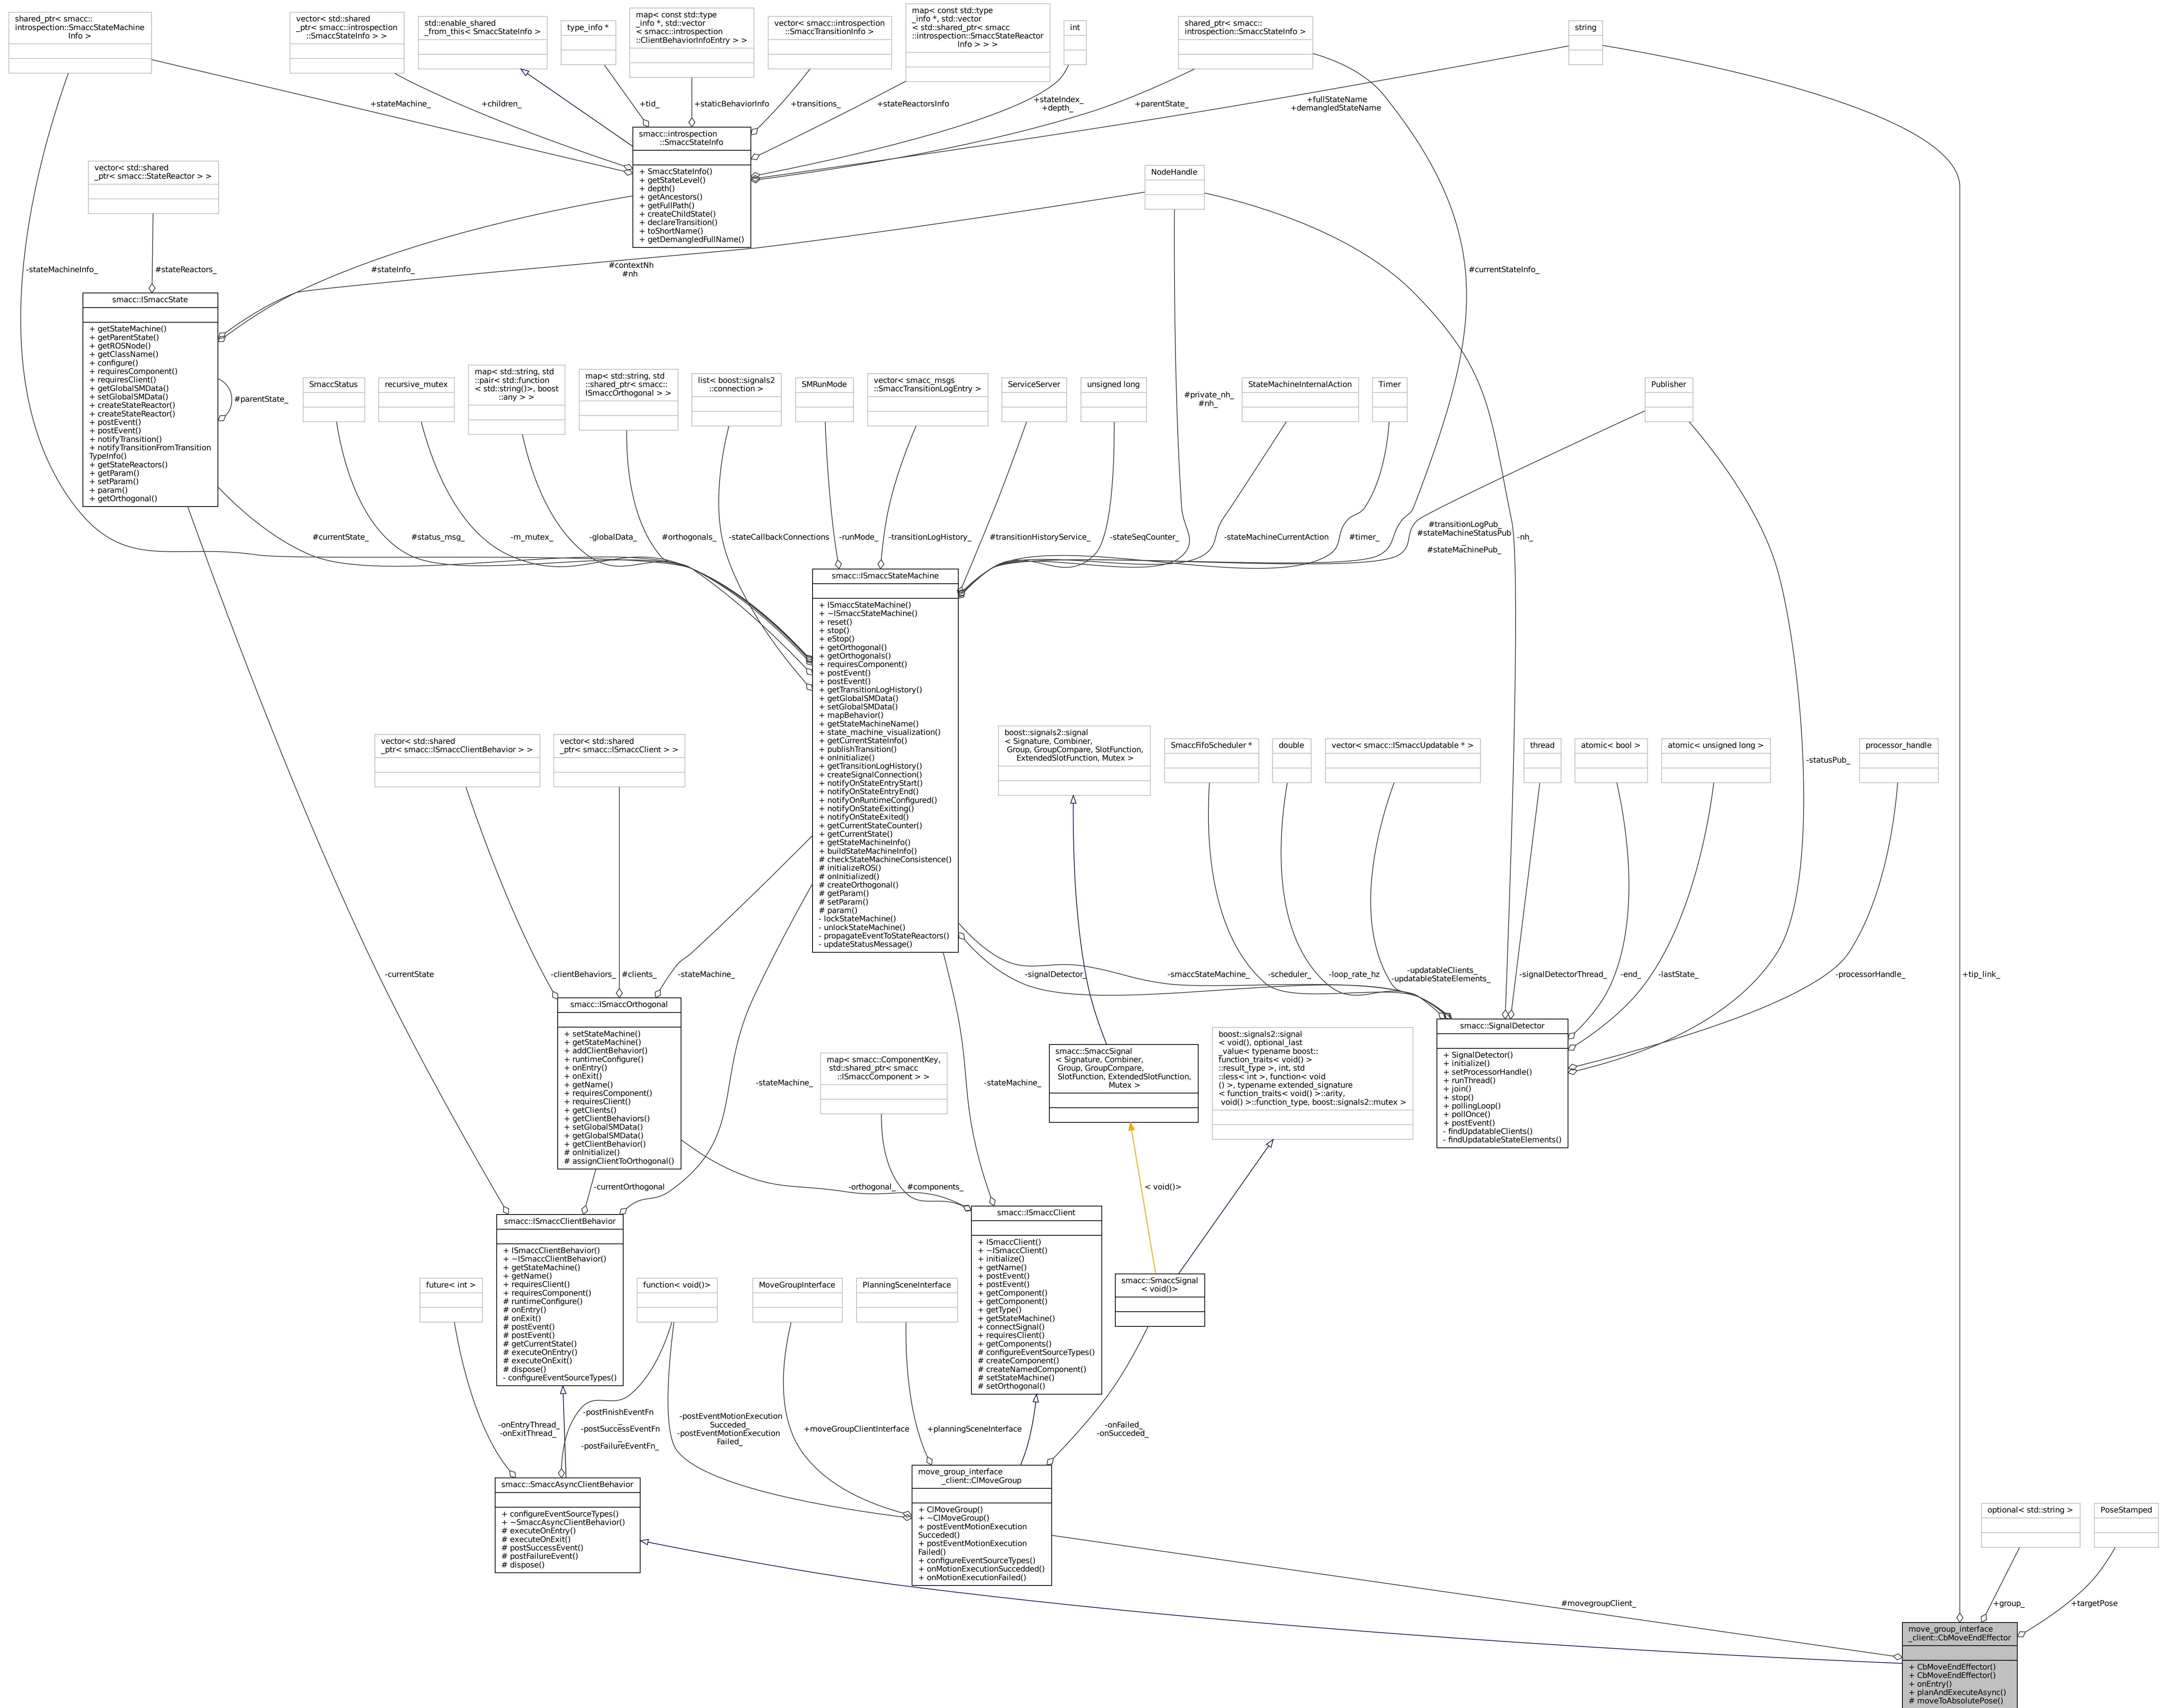 shared_ptr< smacc::
introspection::SmaccStateMachine
Info >
vector< std::shared
_ptr< smacc::introspection
::SmaccStateInfo > >
std::enable_shared
_from_this< SmaccStateInfo >
type_info *
map< const std::type
_info *, std::vector
< smacc::introspection
::ClientBehaviorInfoEntry > >
vector< smacc::introspection
::SmaccTransitionInfo >
map< const std::type
_info *, std::vector
< std::shared_ptr< smacc
::introspection::SmaccStateReactor
Info > > >
int
shared_ptr< smacc::
introspection::SmaccStateInfo >
string
+stateMachine_
+children_
+tid_
+staticBehaviorInfo
+transitions_
+stateReactorsInfo
+stateIndex_
+depth_
+parentState_
+fullStateName
+demangledStateName
smacc::introspection
::SmaccStateInfo
+ SmaccStateInfo()
+ getStateLevel()
+ depth()
+ getAncestors()
+ getFullPath()
+ createChildState()
+ declareTransition()
+ toShortName()
+ getDemangledFullName()
vector< std::shared
_ptr< smacc::StateReactor > >
NodeHandle
-stateMachineInfo_
#stateReactors_
#stateInfo_
#contextNh
#nh
#currentStateInfo_
smacc::ISmaccState
+ getStateMachine()
+ getParentState()
+ getROSNode()
+ getClassName()
+ configure()
+ requiresComponent()
+ requiresClient()
+ getGlobalSMData()
+ setGlobalSMData()
+ createStateReactor()
+ createStateReactor()
+ postEvent()
+ postEvent()
+ notifyTransition()
+ notifyTransitionFromTransition
TypeInfo()
+ getStateReactors()
+ getParam()
+ setParam()
+ param()
+ getOrthogonal()
#parentState_
SmaccStatus
recursive_mutex
map< std::string, std
::pair< std::function
< std::string()>, boost
::any > >
map< std::string, std
::shared_ptr< smacc::
ISmaccOrthogonal > >
list< boost::signals2
::connection >
SMRunMode
vector< smacc_msgs
::SmaccTransitionLogEntry >
ServiceServer
unsigned long
#private_nh_
#nh_
StateMachineInternalAction
Timer
Publisher
#currentState_
#status_msg_
-m_mutex_
-globalData_
#orthogonals_
-stateCallbackConnections
-runMode_
-transitionLogHistory_
#transitionHistoryService_
-stateSeqCounter_
-stateMachineCurrentAction
#timer_
#transitionLogPub_
#stateMachineStatusPub
_
#stateMachinePub_
-nh_
smacc::ISmaccStateMachine
+ ISmaccStateMachine()
+ ~ISmaccStateMachine()
+ reset()
+ stop()
+ eStop()
+ getOrthogonal()
+ getOrthogonals()
+ requiresComponent()
+ postEvent()
+ postEvent()
+ getTransitionLogHistory()
+ getGlobalSMData()
+ setGlobalSMData()
+ mapBehavior()
+ getStateMachineName()
+ state_machine_visualization()
+ getCurrentStateInfo()
+ publishTransition()
+ onInitialize()
+ getTransitionLogHistory()
+ createSignalConnection()
+ notifyOnStateEntryStart()
+ notifyOnStateEntryEnd()
+ notifyOnRuntimeConfigured()
+ notifyOnStateExitting()
+ notifyOnStateExited()
+ getCurrentStateCounter()
+ getCurrentState()
+ getStateMachineInfo()
+ buildStateMachineInfo()
# checkStateMachineConsistence()
# initializeROS()
# onInitialized()
# createOrthogonal()
# getParam()
# setParam()
# param()
- lockStateMachine()
- unlockStateMachine()
- propagateEventToStateReactors()
- updateStatusMessage()
vector< std::shared
_ptr< smacc::ISmaccClientBehavior > >
vector< std::shared
_ptr< smacc::ISmaccClient > >
boost::signals2::signal
< Signature, Combiner,
Group, GroupCompare, SlotFunction,
ExtendedSlotFunction, Mutex >
SmaccFifoScheduler *
double
vector< smacc::ISmaccUpdatable * >
thread
atomic< bool >
atomic< unsigned long >
-statusPub_
processor_handle
-currentState
-clientBehaviors_
#clients_
-stateMachine_
-signalDetector_
-smaccStateMachine_
-scheduler_
-loop_rate_hz
-updatableClients_
-updatableStateElements_
-signalDetectorThread_
-end_
-lastState_
-processorHandle_
+tip_link_
smacc::ISmaccOrthogonal
+ setStateMachine()
+ getStateMachine()
+ addClientBehavior()
+ runtimeConfigure()
+ onEntry()
+ onExit()
+ getName()
+ requiresComponent()
+ requiresClient()
+ getClients()
+ getClientBehaviors()
+ setGlobalSMData()
+ getGlobalSMData()
+ getClientBehavior()
# onInitialize()
# assignClientToOrthogonal()
-stateMachine_
map< smacc::ComponentKey,
std::shared_ptr< smacc
::ISmaccComponent > >
-stateMachine_
smacc::SmaccSignal
< Signature, Combiner,
Group, GroupCompare,
SlotFunction, ExtendedSlotFunction,
Mutex >
boost::signals2::signal
< void(), optional_last
_value< typename boost::
function_traits< void() >
::result_type >, int, std
::less< int >, function< void
() >, typename extended_signature
< function_traits< void() >::arity,
void() >::function_type, boost::signals2::mutex >
smacc::SignalDetector
+ SignalDetector()
+ initialize()
+ setProcessorHandle()
+ runThread()
+ join()
+ stop()
+ pollingLoop()
+ pollOnce()
+ postEvent()
- findUpdatableClients()
- findUpdatableStateElements()
-currentOrthogonal
-orthogonal_
#components_
< void()>
smacc::ISmaccClientBehavior
+ ISmaccClientBehavior()
+ ~ISmaccClientBehavior()
+ getStateMachine()
+ getName()
+ requiresClient()
+ requiresComponent()
# runtimeConfigure()
# onEntry()
# onExit()
# postEvent()
# postEvent()
# getCurrentState()
# executeOnEntry()
# executeOnExit()
# dispose()
- configureEventSourceTypes()
smacc::ISmaccClient
+ ISmaccClient()
+ ~ISmaccClient()
+ initialize()
+ getName()
+ postEvent()
+ postEvent()
+ getComponent()
+ getComponent()
+ getType()
+ getStateMachine()
+ connectSignal()
+ requiresClient()
+ getComponents()
# configureEventSourceTypes()
# createComponent()
# createNamedComponent()
# setStateMachine()
# setOrthogonal()
future< int >
function< void()>
MoveGroupInterface
PlanningSceneInterface
smacc::SmaccSignal
< void()>
-onEntryThread_
-onExitThread_
-postFinishEventFn
_
-postSuccessEventFn
_
-postFailureEventFn_
-postEventMotionExecution
Succeded_
-postEventMotionExecution
Failed_
+moveGroupClientInterface
+planningSceneInterface
-onFailed_
-onSucceded_
smacc::SmaccAsyncClientBehavior
+ configureEventSourceTypes()
+ ~SmaccAsyncClientBehavior()
# executeOnEntry()
# executeOnExit()
# postSuccessEvent()
# postFailureEvent()
# dispose()
move_group_interface
_client::ClMoveGroup
+ ClMoveGroup()
+ ~ClMoveGroup()
+ postEventMotionExecution
Succeded()
+ postEventMotionExecution
Failed()
+ configureEventSourceTypes()
+ onMotionExecutionSuccedded()
+ onMotionExecutionFailed()
optional< std::string >
PoseStamped
#movegroupClient_
+group_
+targetPose
move_group_interface
_client::CbMoveEndEffector
+ CbMoveEndEffector()
+ CbMoveEndEffector()
+ onEntry()
+ planAndExecuteAsync()
# moveToAbsolutePose()